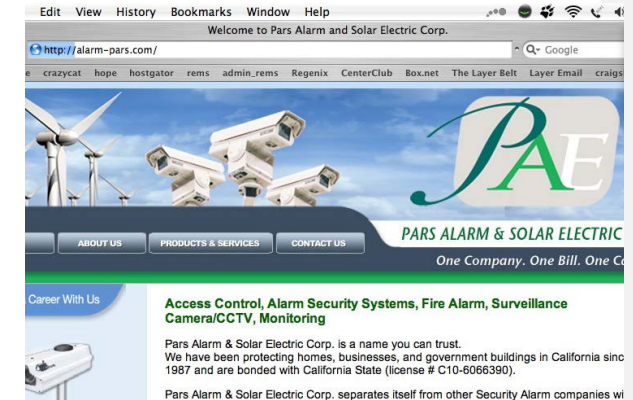 Edit View History Bookmarks Window Help
Welcome to Pars Alarm and Solar Electric Corp.
http://alarm-pars.com/
Google
crazycat hope hostgator rems admin_rems Regenix CenterClub Box.net The Layer Belt Layer Email craigs
PAE
ABOUT US PRODUCTS & SERVICES CONTACT US
PARS ALARM & SOLAR ELECTRIC
One Company. One Bill. One Ca
Career With Us
Access Control, Alarm Security Systems, Fire Alarm, Surveillance
Camera/CCTV, Monitoring
Pars Alarm & Solar Electric Corp. is a name you can trust.
We have been protecting homes, businesses, and government buildings in California sinc
1987 and are bonded with California State (license # C10-6066390).
Pars Alarm & Solar Electric Corp. separates itself from other Security Alarm companies wi